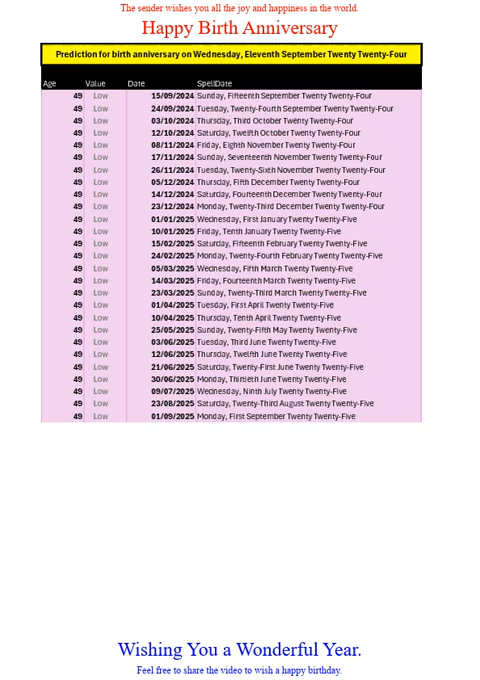 The sender wishes you all the joy and happiness in the world.
Happy Birth Anniversary
Prediction for birth anniversary on Wednesday, Eleventh September Twenty Twenty-Four
Age Value Date SpellDate
49 Low 15/09/2024 Sunday, Fifteenth September Twenty Twenty-Four
49 Low 24/09/2024 Tuesday, Twenty-Fourth September Twenty Twenty-Four
49 Low 03/10/2024 Thursday, Third October Twenty Twenty-Four
49 Low 12/10/2024 Saturday, Twelfth October Twenty Twenty-Four
49 Low 08/11/2024 Friday, Eighth November Twenty Twenty-Four
49 Low 17/11/2024 Sunday, Seventeenth November Twenty Twenty-Four
49 Low 26/11/2024 Tuesday, Twenty-Sixth November Twenty Twenty-Four
49 Low 05/12/2024 Thursday, Fifth December Twenty Twenty-Four
49 Low 14/12/2024 Saturday, Fourteenth December Twenty Twenty-Four
49 Low 23/12/2024 Monday, Twenty-Third December Twenty Twenty-Four
49 Low 01/01/2025 Wednesday, First January Twenty Twenty-Five
49 Low 10/01/2025 Friday, Tenth January Twenty Twenty-Five
49 Low 15/02/2025 Saturday, Fifteenth February Twenty Twenty-Five
49 Low 24/02/2025 Monday, Twenty-Fourth February Twenty Twenty-Five
49 Low 05/03/2025 Wednesday, Fifth March Twenty Twenty-Five
49 Low 14/03/2025 Friday, Fourteenth March Twenty Twenty-Five
49 Low 23/03/2025 Sunday, Twenty-Third March Twenty Twenty-Five
49 Low 01/04/2025 Tuesday, First April Twenty Twenty-Five
49 Low 10/04/2025 Thursday, Tenth April Twenty Twenty-Five
49 Low 25/05/2025 Sunday, Twenty-Fifth May Twenty Twenty-Five
49 Low 03/06/2025 Tuesday, Third June Twenty Twenty-Five
49 Low 12/06/2025 Thursday, Twelfth June Twenty Twenty-Five
49 Low 21/06/2025 Saturday, Twenty-First June Twenty Twenty-Five
49 Low 30/06/2025 Monday, Thirtieth June Twenty Twenty-Five
49 Low 09/07/2025 Wednesday, Ninth July Twenty Twenty-Five
49 Low 23/08/2025 Saturday, Twenty-Third August Twenty Twenty-Five
49 Low 01/09/2025 Monday, First September Twenty Twenty-Five
Wishing You a Wonderful Year.
Feel free to share the video to wish a happy birthday.